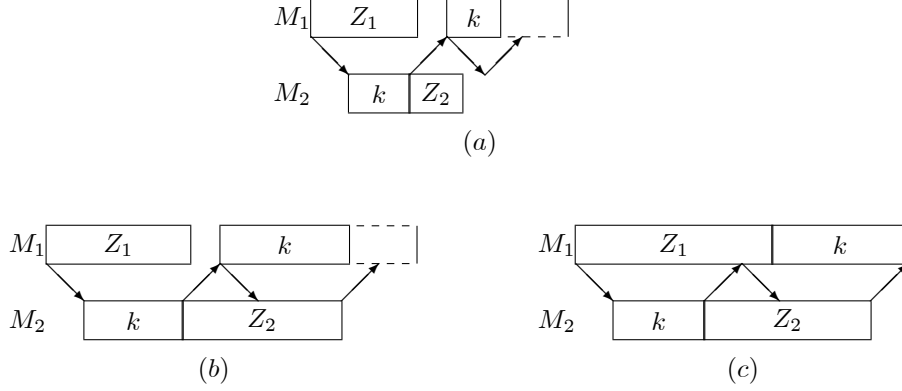 M₁ Z₁ k
M₂ k Z₂
(a)
M₁ Z₁ k M₁ Z₁ k
M₂ k Z₂ M₂ k Z₂
(b) (c)